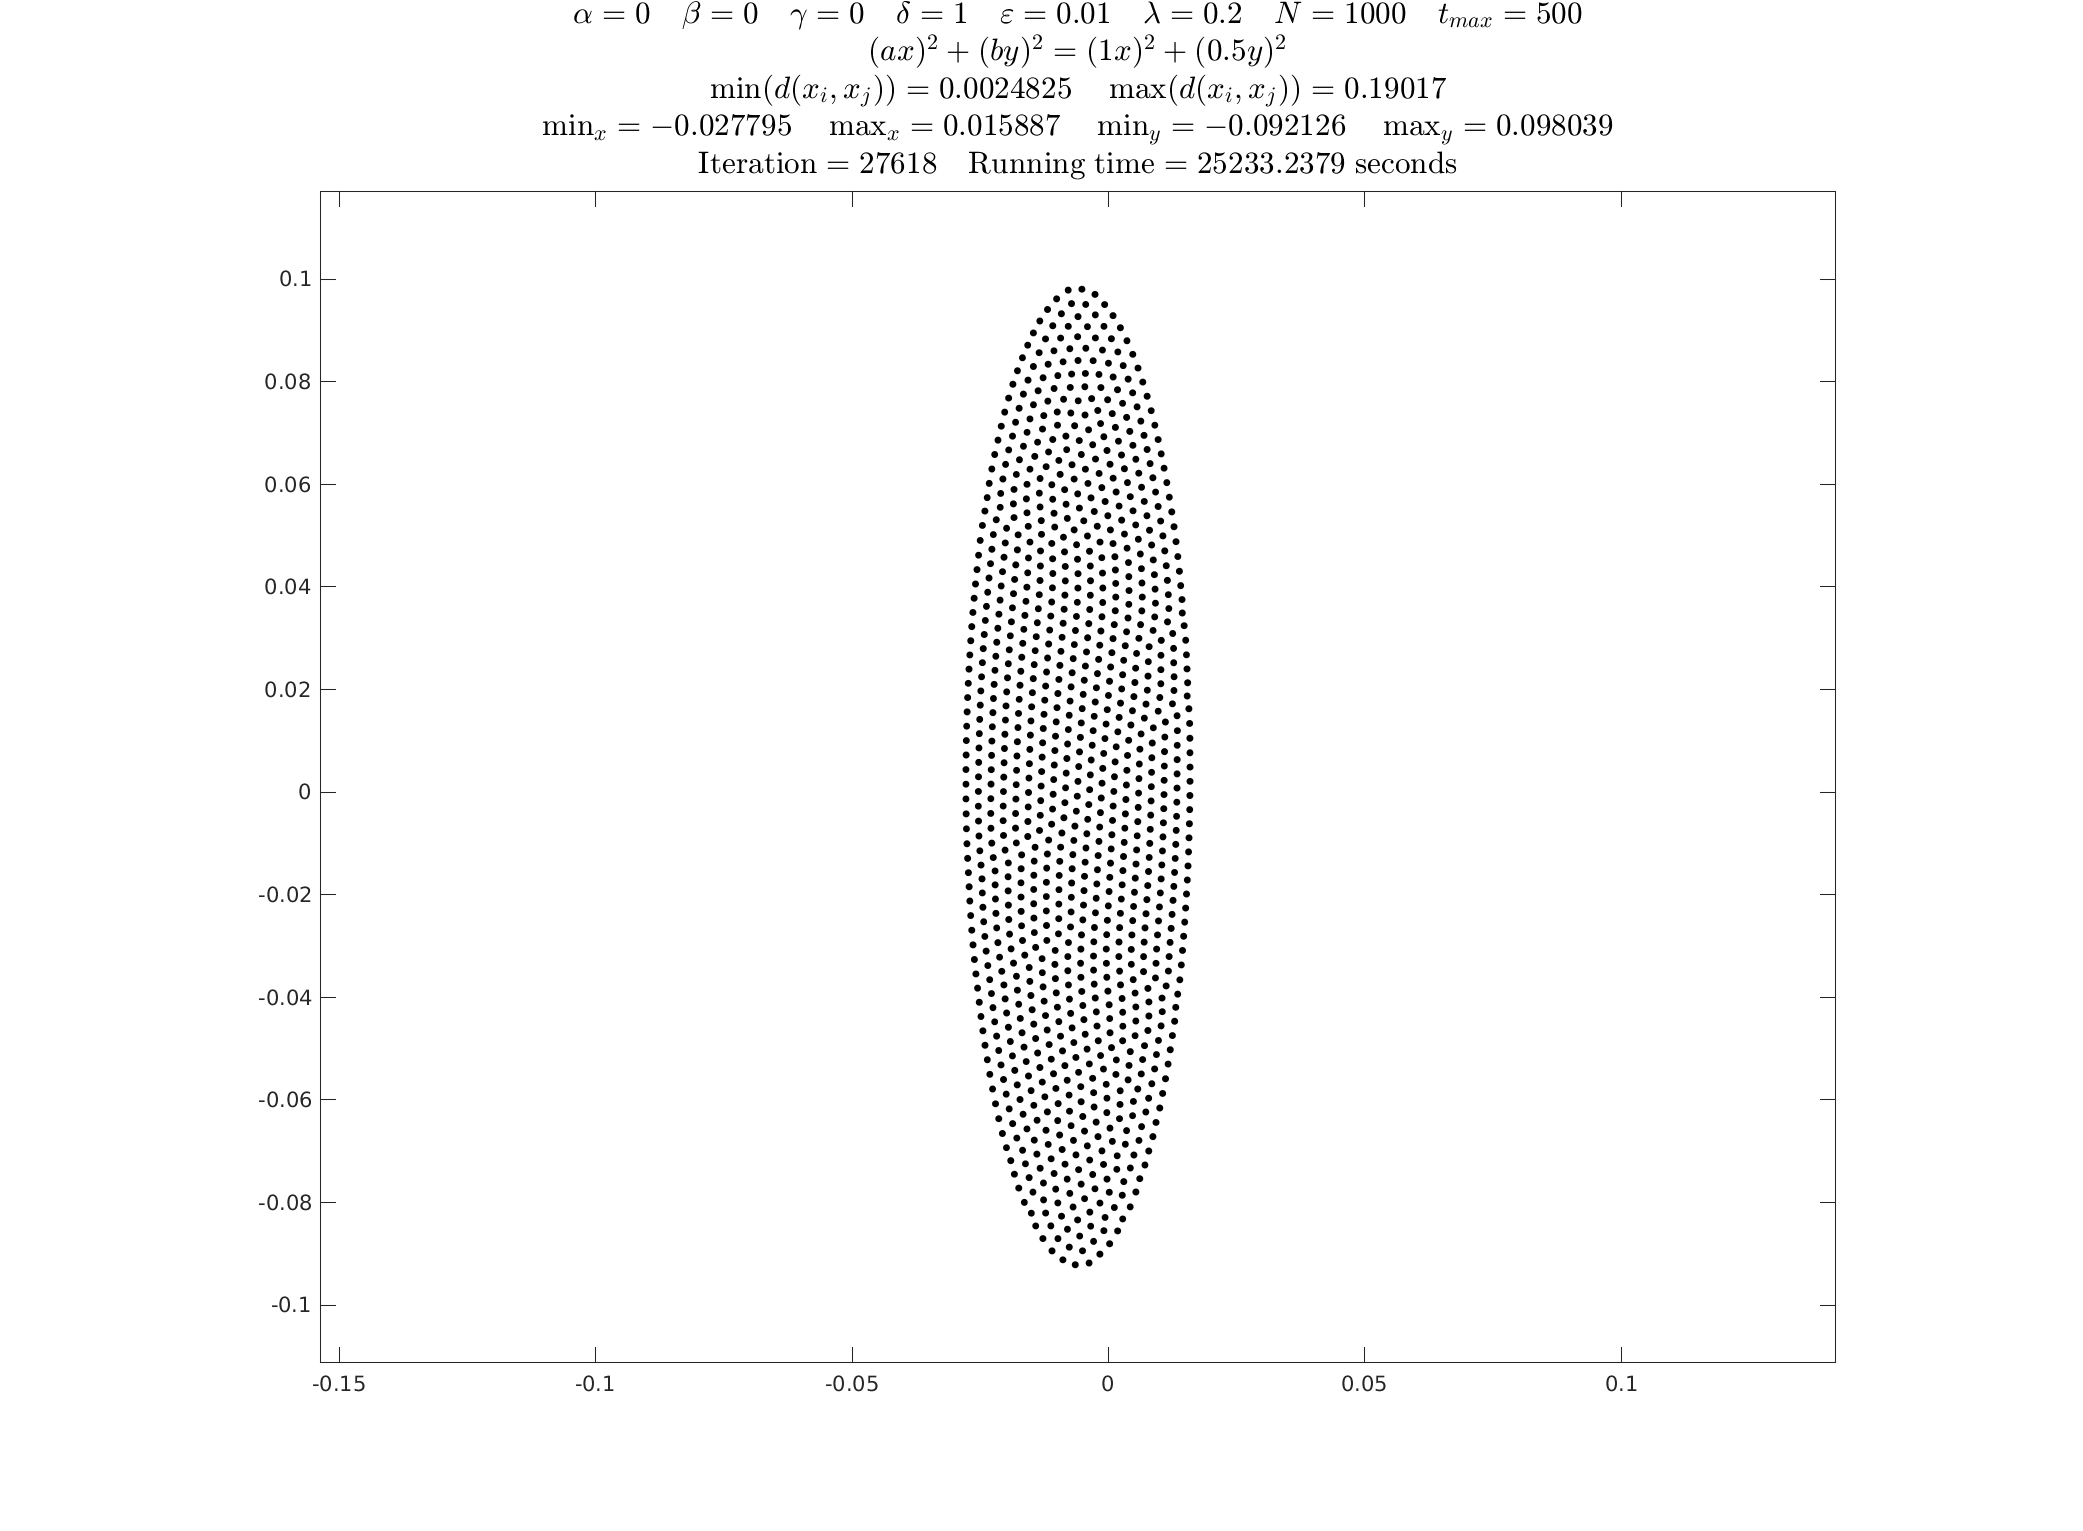 α = 0 β = 0 γ = 0 δ = 1 ε = 0.01 λ = 0.2 N = 1000 t_max = 500
(ax)² + (by)² = (1x)² + (0.5y)²
min(d(x_i, x_j)) = 0.0024825 max(d(x_i, x_j)) = 0.19017
min_x = −0.027795 max_x = 0.015887 min_y = −0.092126 max_y = 0.098039
Iteration = 27618 Running time = 25233.2379 seconds
0.1
0.08
0.06
0.04
0.02
0
-0.02
-0.04
-0.06
-0.08
-0.1
-0.15 -0.1 -0.05 0 0.05 0.1